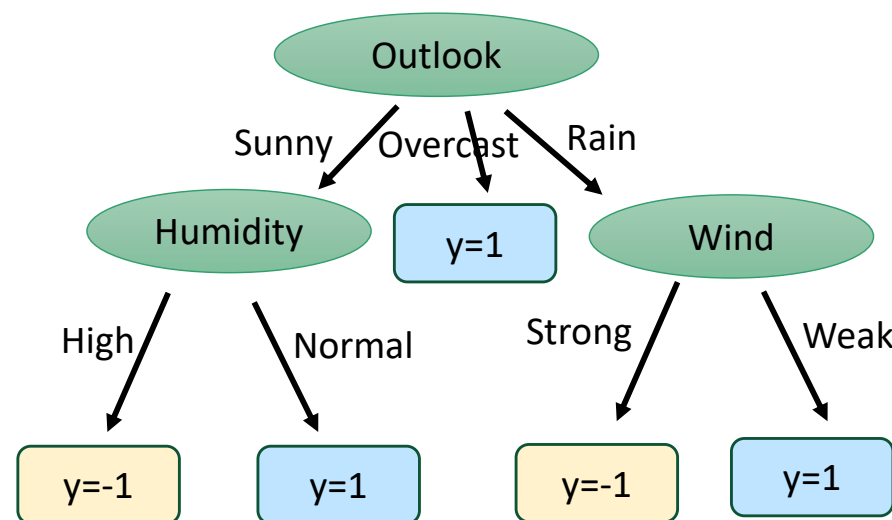 Outlook
Sunny
Overcast
Rain
Humidity
y=1
Wind
High
Normal
Strong
Weak
y=-1
y=1
y=-1
y=1